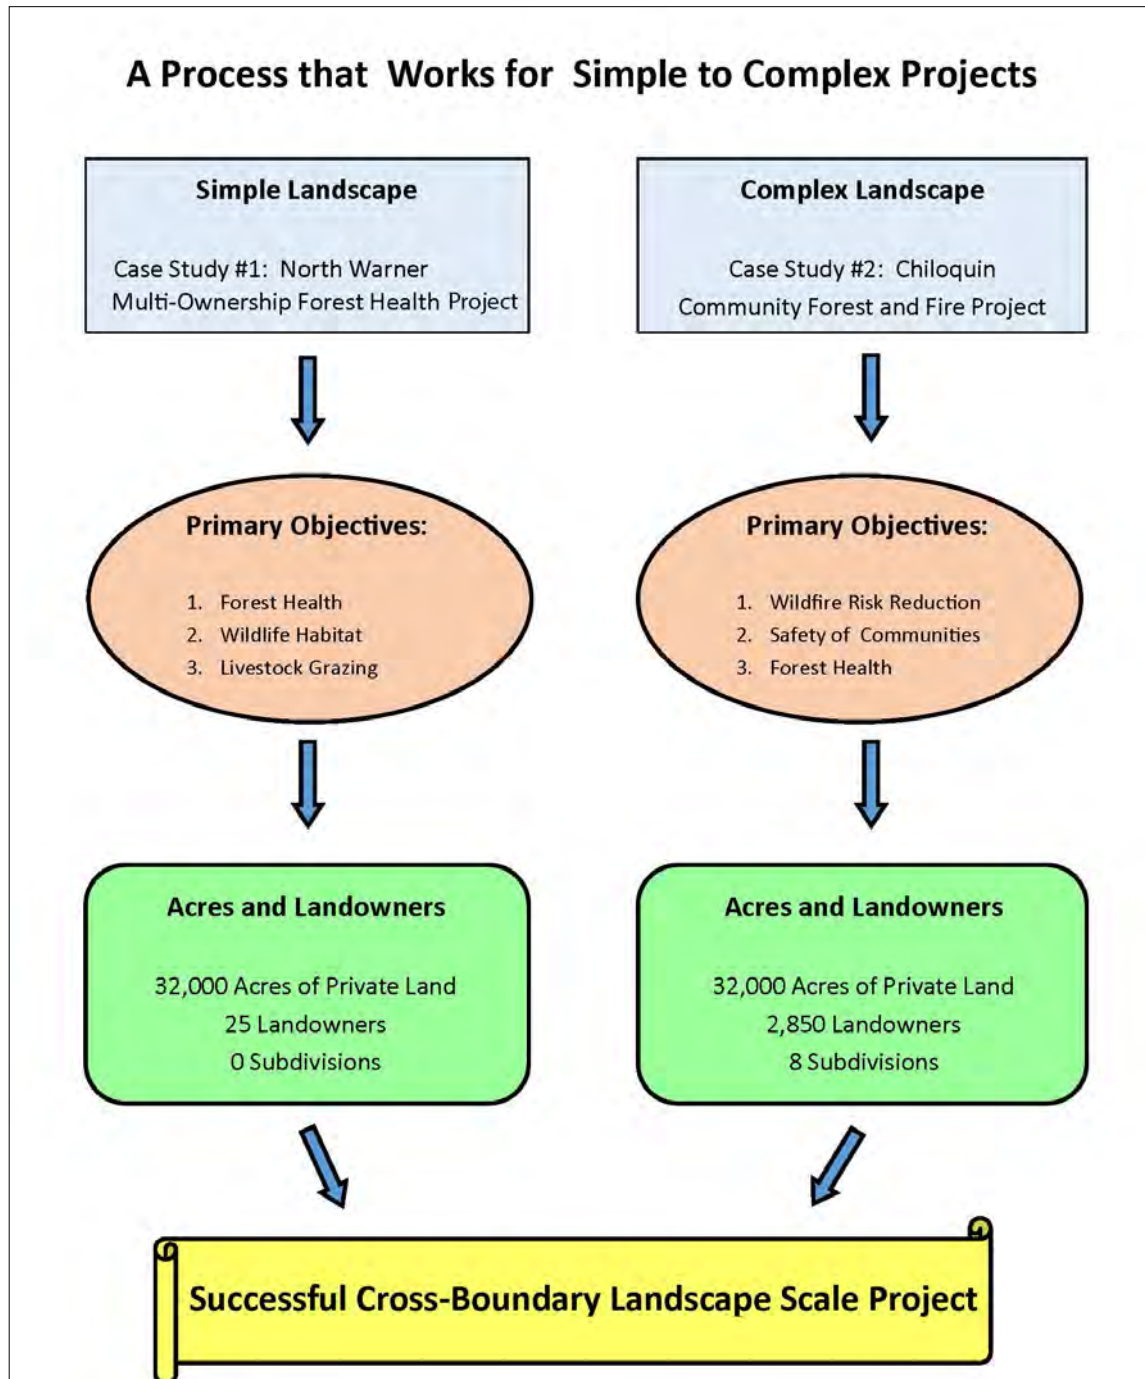 A Process that Works for Simple to Complex Projects
Simple Landscape
Case Study #1: North Warner
Multi-Ownership Forest Health Project
Primary Objectives:
1. Forest Health
2. Wildlife Habitat
3. Livestock Grazing
Acres and Landowners
32,000 Acres of Private Land
25 Landowners
0 Subdivisions
Complex Landscape
Case Study #2: Chiloquin
Community Forest and Fire Project
Primary Objectives:
1. Wildfire Risk Reduction
2. Safety of Communities
3. Forest Health
Acres and Landowners
32,000 Acres of Private Land
2,850 Landowners
8 Subdivisions
Successful Cross-Boundary Landscape Scale Project